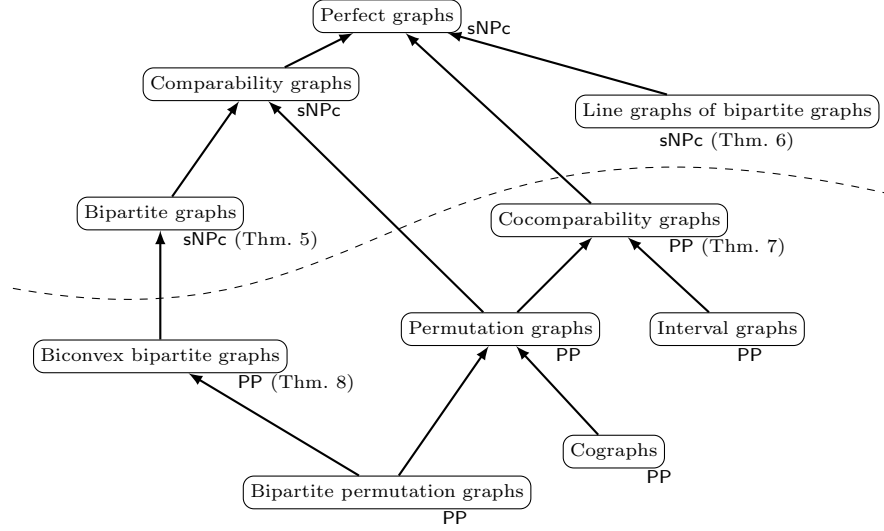 Perfect graphs
sNPc
Comparability graphs
sNPc
Line graphs of bipartite graphs
sNPc (Thm. 6)
Bipartite graphs
sNPc (Thm. 5)
Cocomparability graphs
PP (Thm. 7)
Permutation graphs
PP
Interval graphs
PP
Biconvex bipartite graphs
PP (Thm. 8)
Cographs
PP
Bipartite permutation graphs
PP